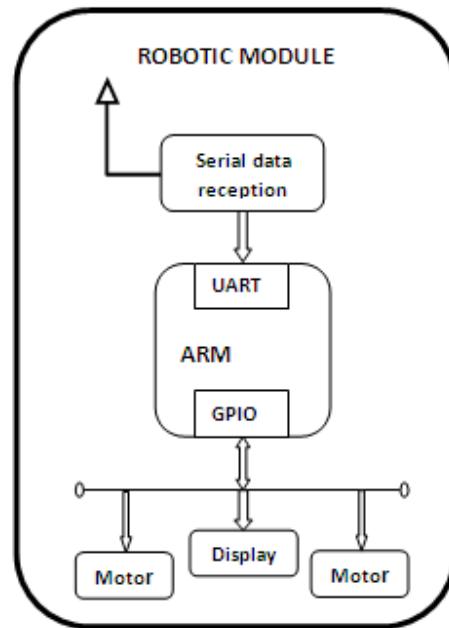 ROBOTIC MODULE
Serial data
reception
UART
ARM
GPIO
Motor
Display
Motor